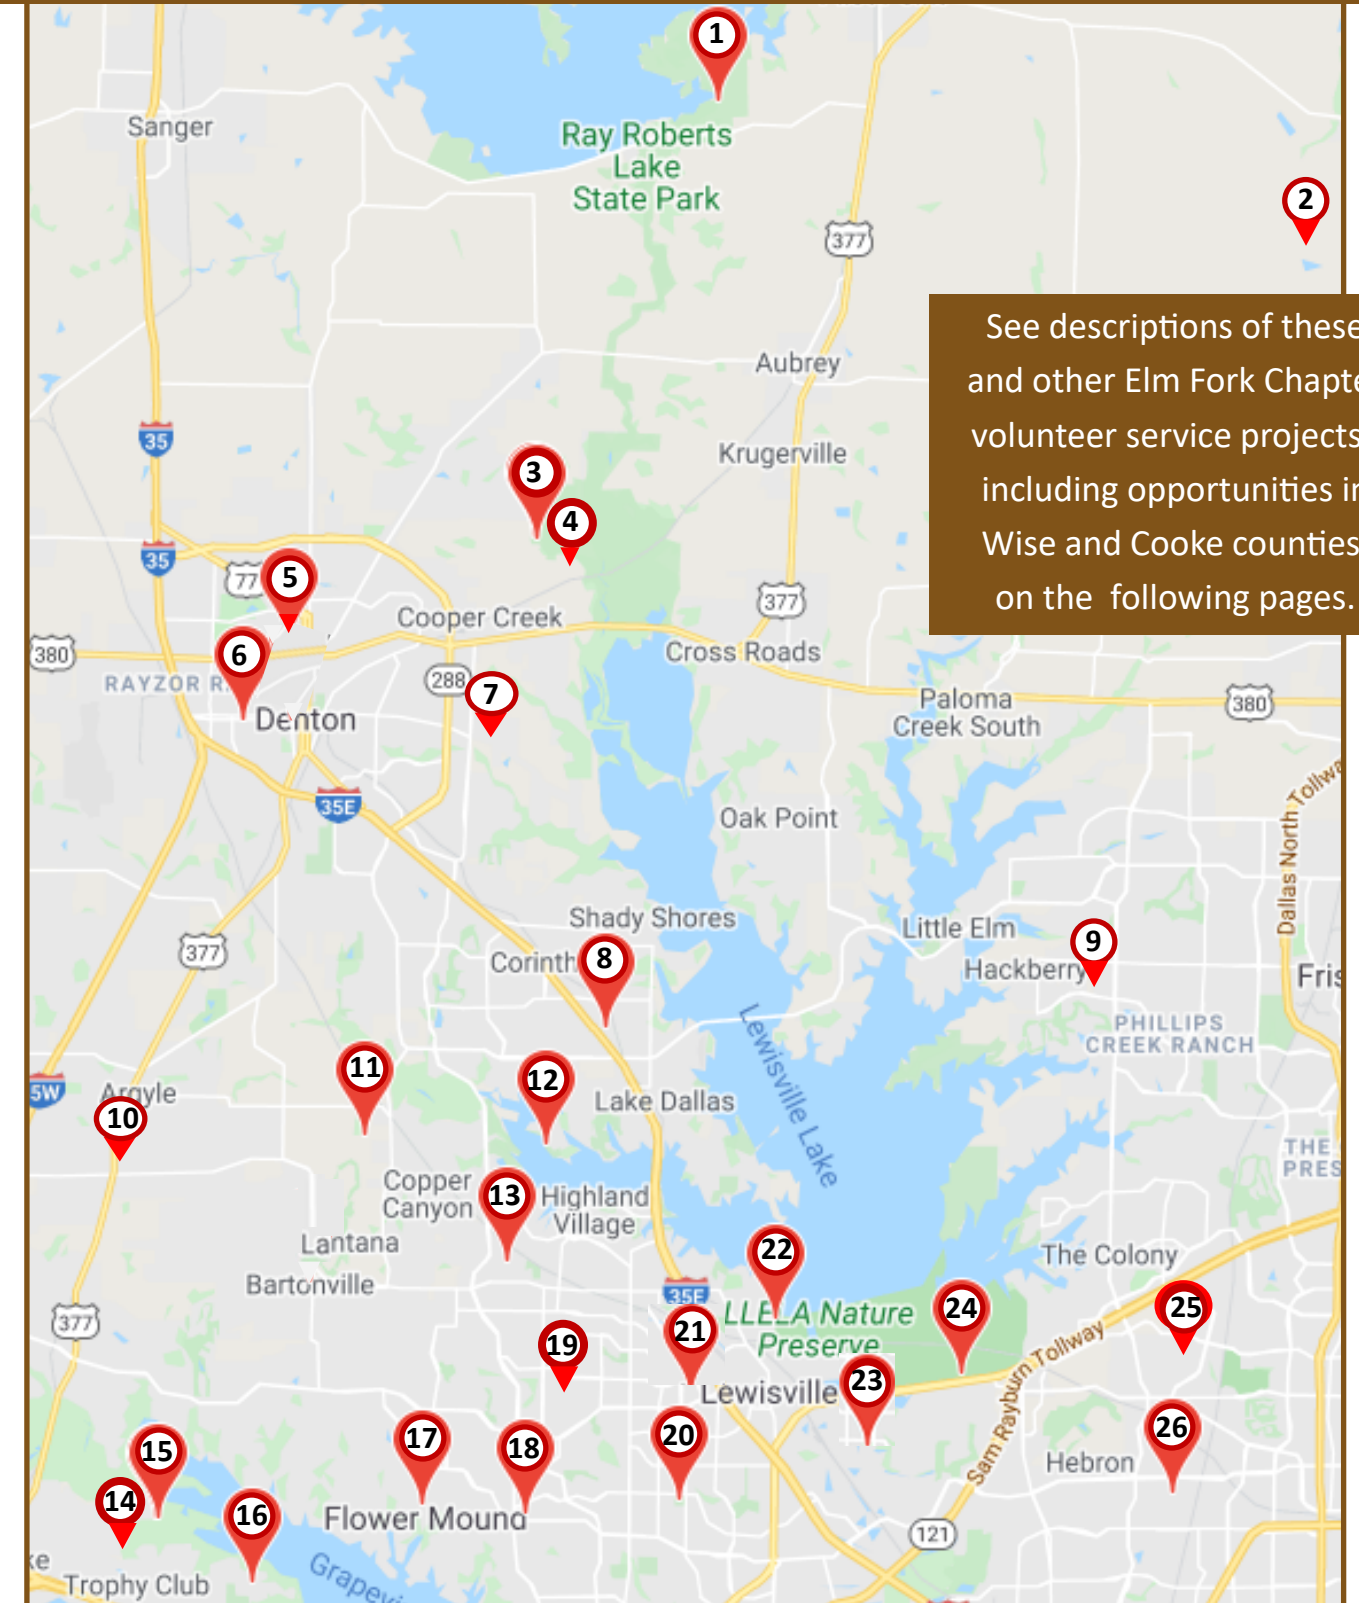 1
Sanger
Ray Roberts
Lake
State Park
2
377
See descriptions of these
and other Elm Fork Chapte
volunteer service projects
including opportunities in
Wise and Cooke counties
on the following pages.
Aubrey
35
Krugerville
3
4
35
77
5
377
Cooper Creek
380
6
Cross Roads
RAYZOR R
288
7
Paloma
Creek South
380
Denton
35E
Oak Point
Dallas North Tollwa
Shady Shores
Little Elm
9
377
Corinth
8
Hackberry
Fris
Lewisville Lake
PHILLIPS
CREEK RANCH
11
12
5W
Argyle
10
Lake Dallas
THE
PRES
Copper
Canyon
13
Highland
Village
Lantana
22
The Colony
Bartonville
35E
LLELA Nature
Preserve
24
25
377
21
19
Sam Rayburn Tollway
Lewisville
23
17
18
20
26
15
Hebron
14
16
Flower Mound
121
ke
Grapevi
Trophy Club